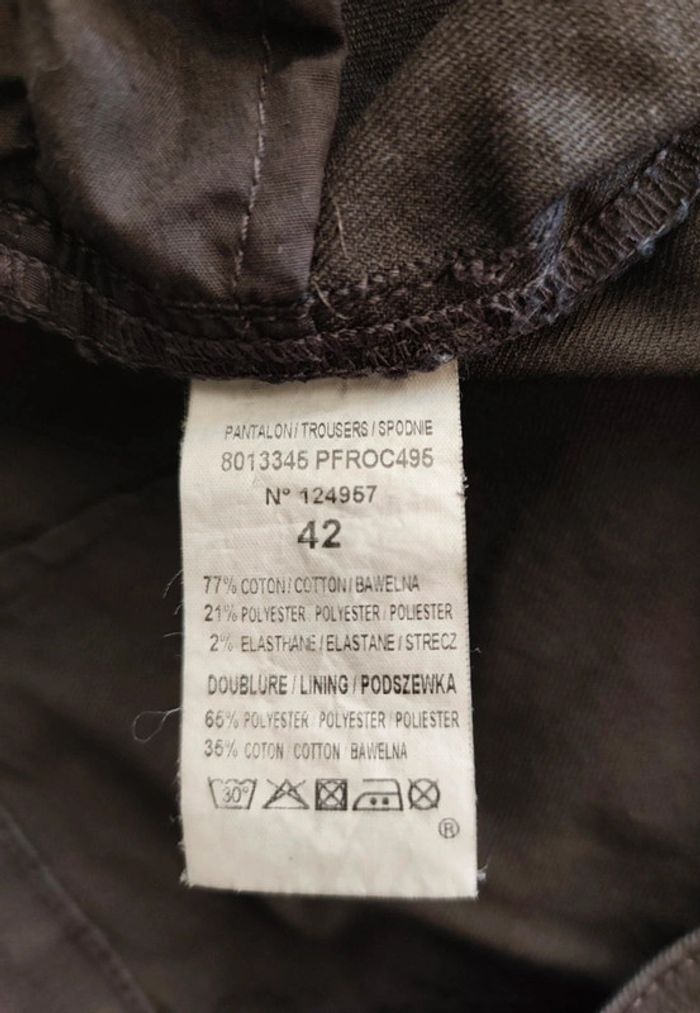 PANTALON / TROUSERS / SPODNIE
8013345 PFROC495
N° 124957
42
77% COTON / COTTON / BAWELNA
21% POLYESTER / POLYESTER / POLIESTER
2% ELASTHANE / ELASTANE / STRECZ
DOUBLURE / LINING / PODSZEWKA
65% POLYESTER / POLYESTER / POLIESTER
35% COTON / COTTON / BAWELNA
30°
®